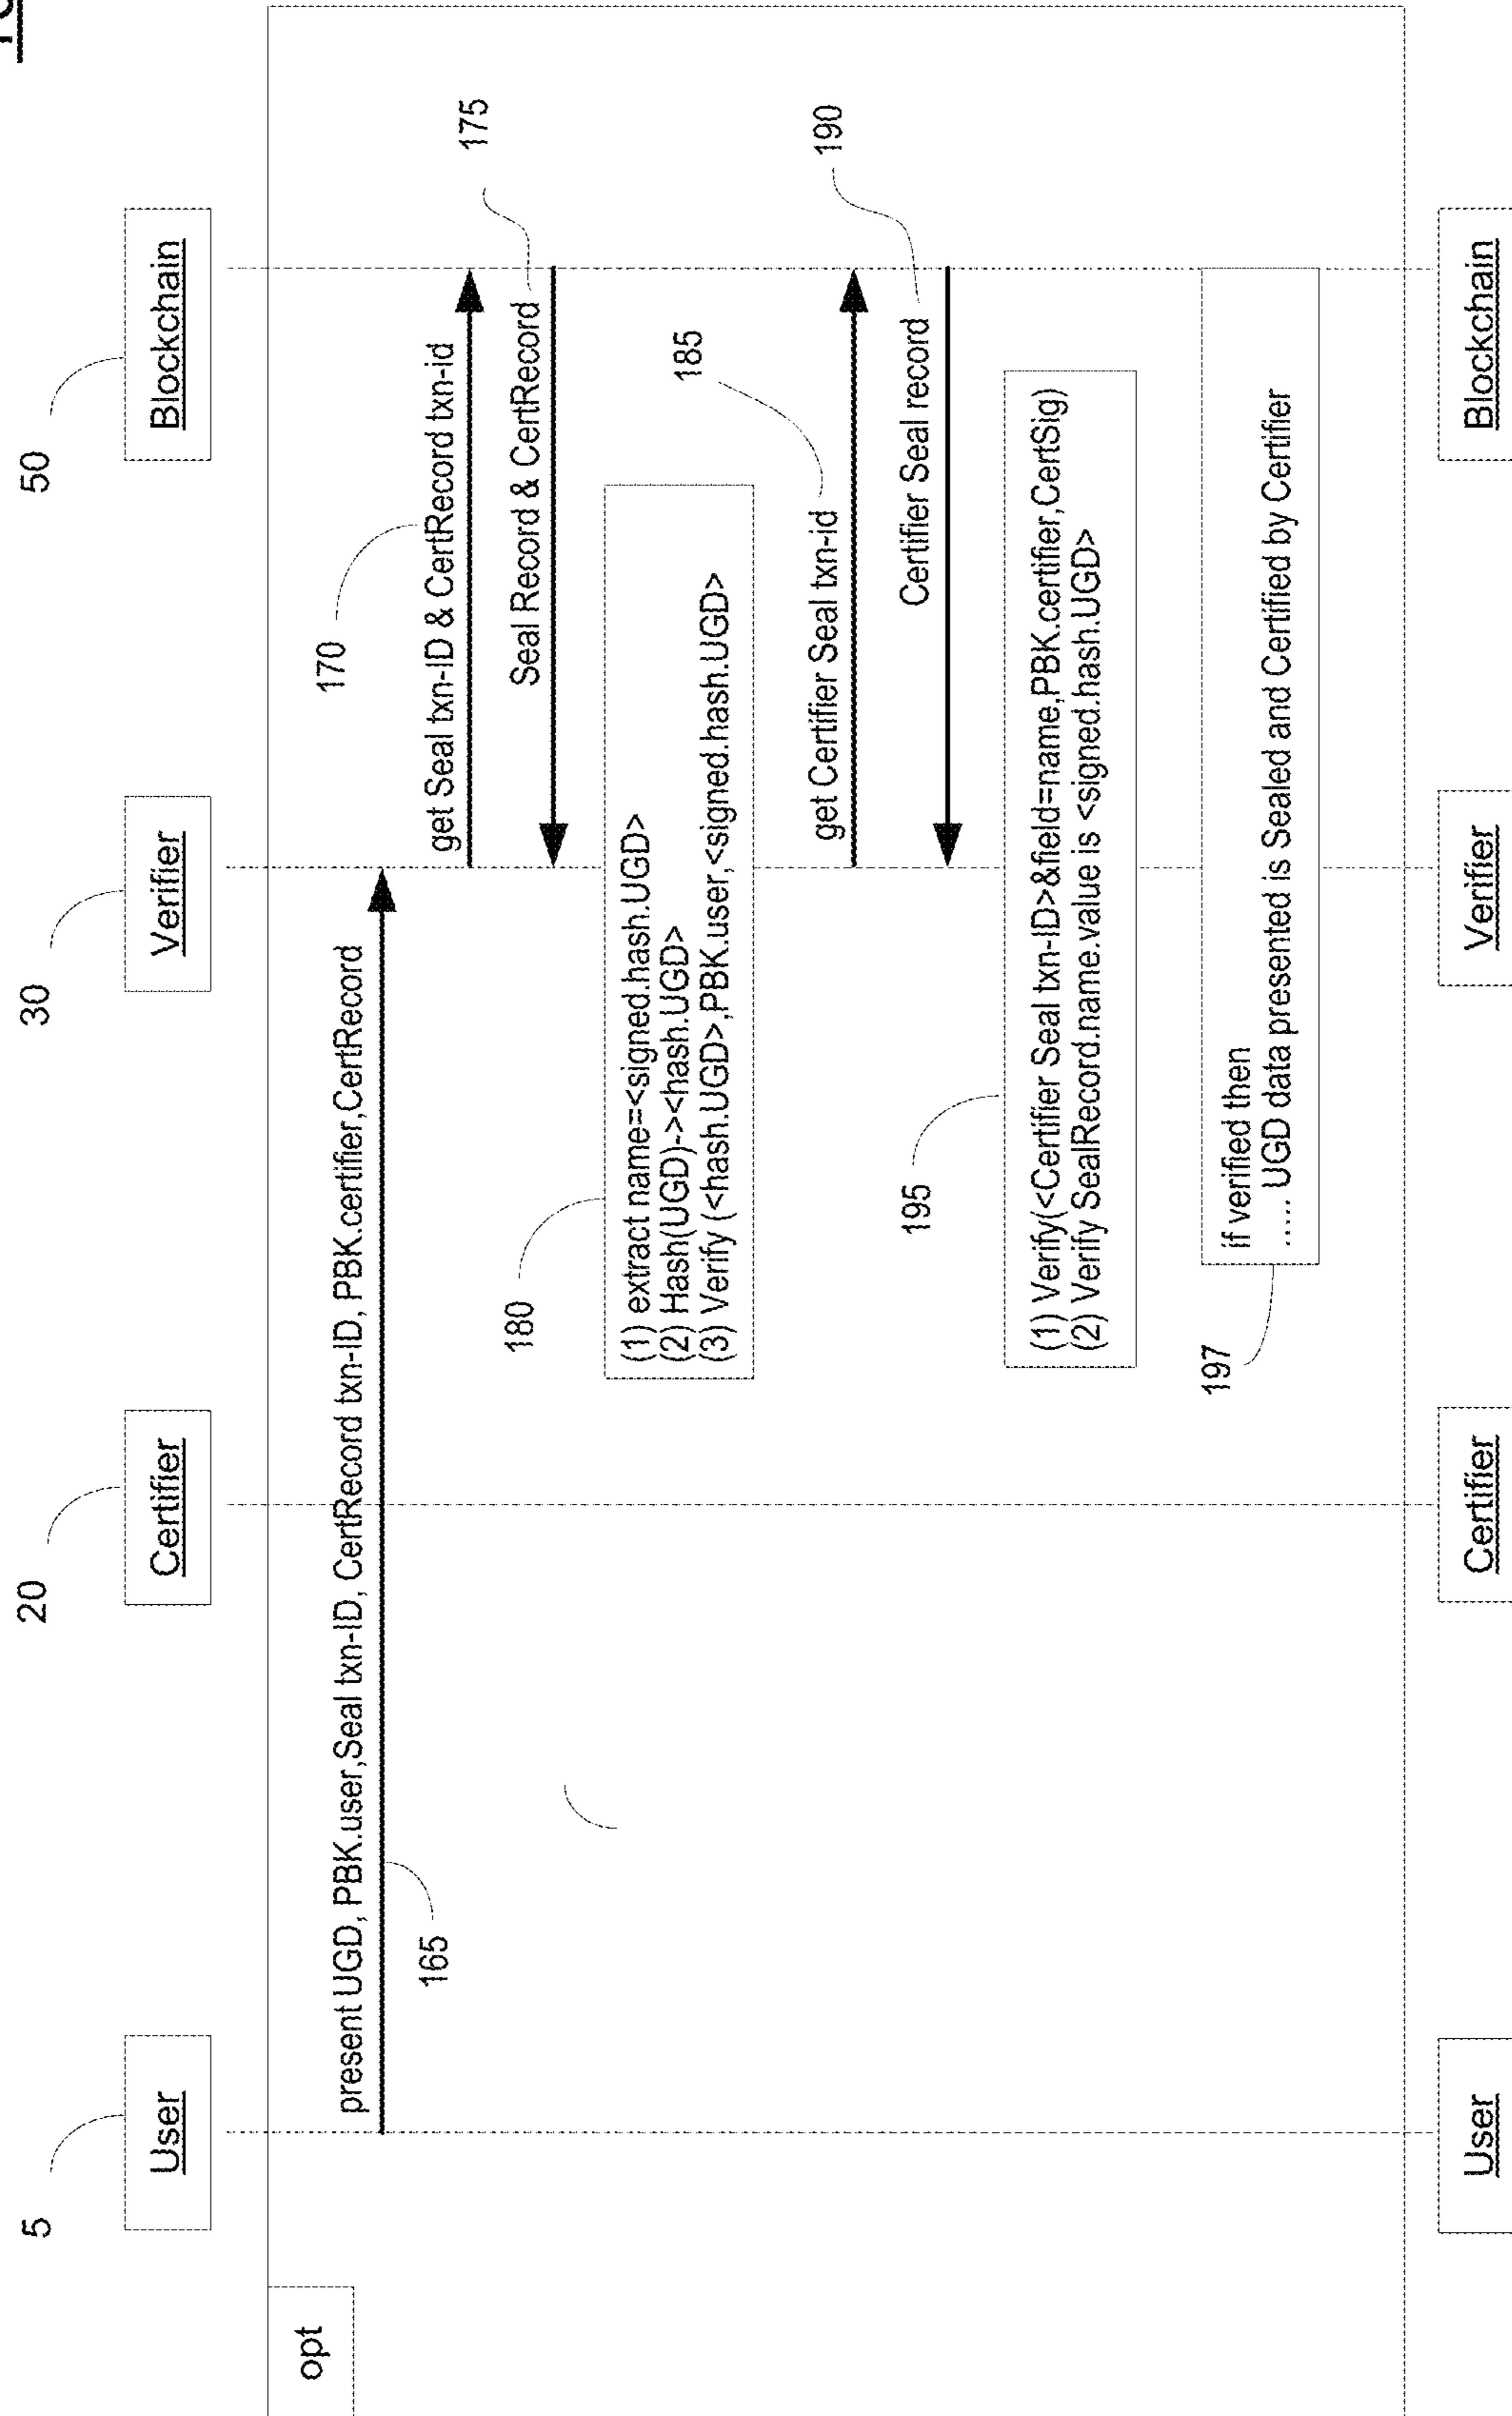 5
20
30
50
User
Certifier
Verifier
Blockchain
opt
present UGD, PBK.user,Seal txn-ID, CertRecord txn-ID, PBK.certifier,CertRecord
165
170
get Seal txn-ID & CertRecord txn-id
175
Seal Record & CertRecord
180
(1) extract name=<signed.hash.UGD>
(2) Hash(UGD)-><hash.UGD>
(3) Verify (<hash.UGD>,PBK.user,<signed.hash.UGD>
185
get Certifier Seal txn-id
190
Certifier Seal record
195
(1) Verify(<Certifier Seal txn-ID>&field=name,PBK.certifier,CertSig)
(2) Verify SealRecord.name.value is <signed.hash.UGD>
197
if verified then
..... UGD data presented is Sealed and Certified by Certifier
User
Certifier
Verifier
Blockchain